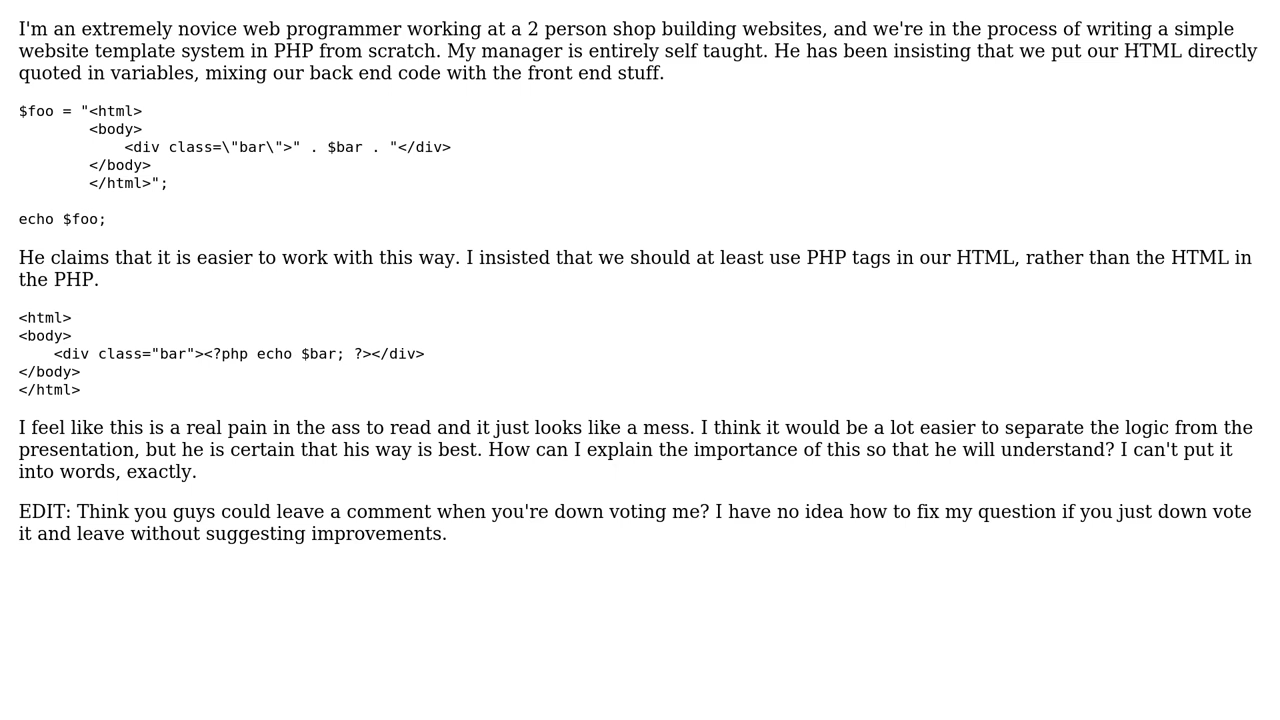 I'm an extremely novice web programmer working at a 2 person shop building websites, and we're in the process of writing a simple
website template system in PHP from scratch. My manager is entirely self taught. He has been insisting that we put our HTML directly
quoted in variables, mixing our back end code with the front end stuff.
$foo = "<html>
        <body>
            <div class=\"bar\">" . $bar . "</div>
        </body>
        </html>";
echo $foo;
He claims that it is easier to work with this way. I insisted that we should at least use PHP tags in our HTML, rather than the HTML in
the PHP.
<html>
<body>
    <div class="bar"><?php echo $bar; ?></div>
</body>
</html>
I feel like this is a real pain in the ass to read and it just looks like a mess. I think it would be a lot easier to separate the logic from the
presentation, but he is certain that his way is best. How can I explain the importance of this so that he will understand? I can't put it
into words, exactly.
EDIT: Think you guys could leave a comment when you're down voting me? I have no idea how to fix my question if you just down vote
it and leave without suggesting improvements.